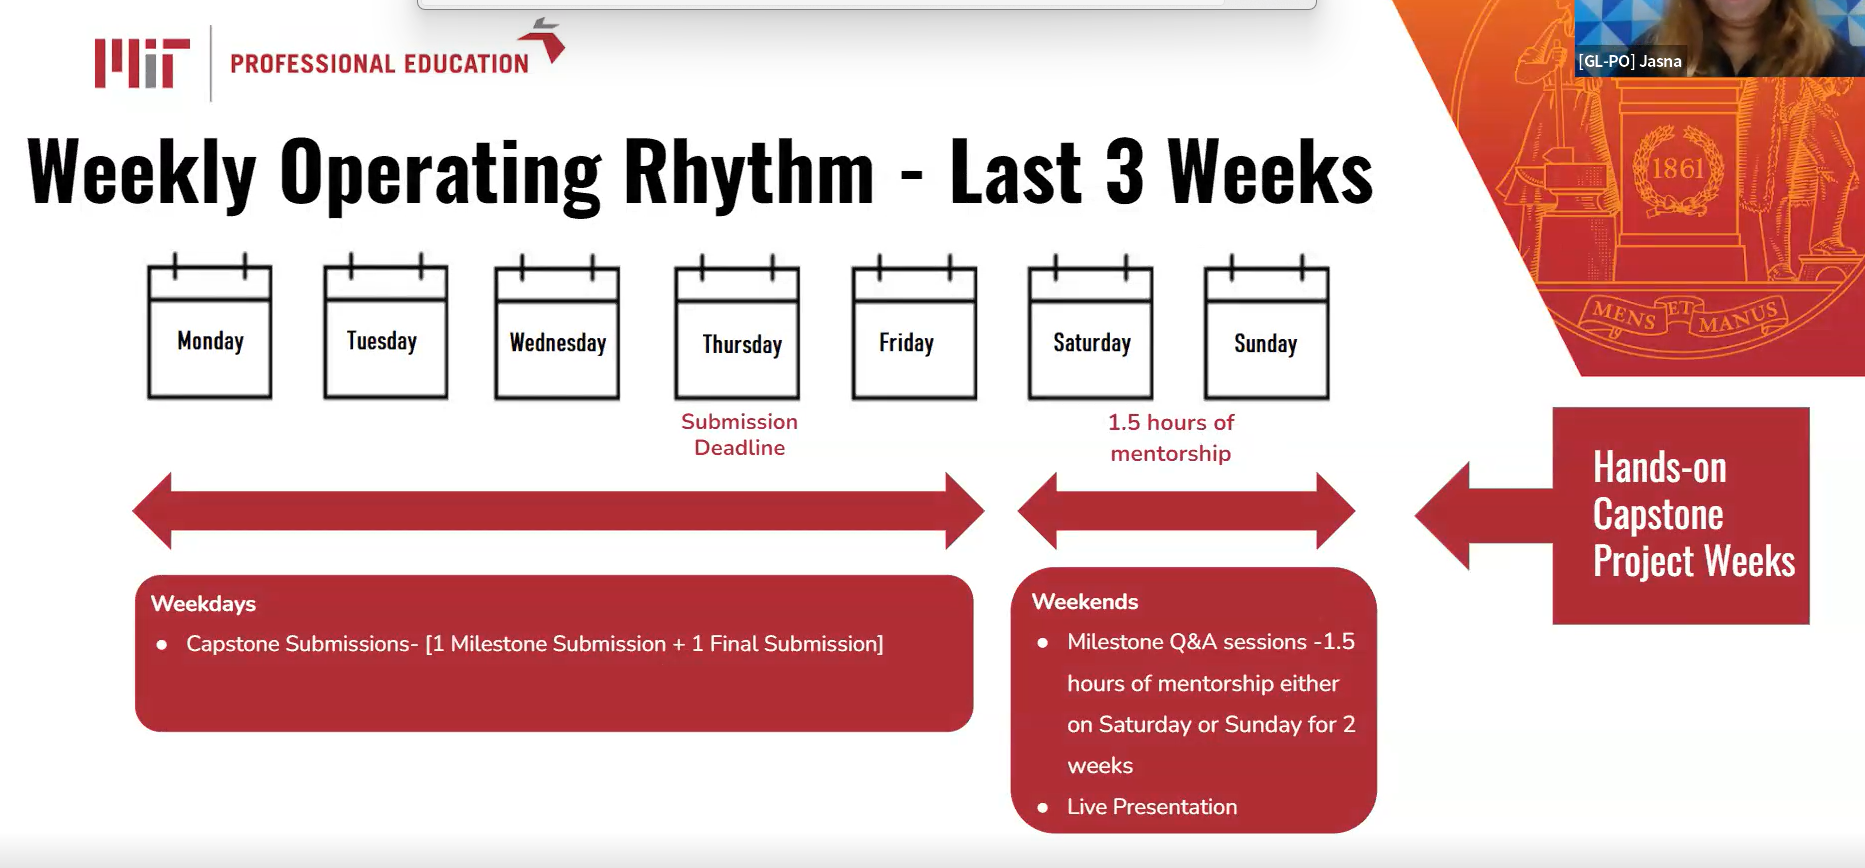 MIT
PROFESSIONAL EDUCATION
[GL-PO] Jasna
Weekly Operating Rhythm - Last 3 Weeks
1861
MENS ET MANUS
Monday
Tuesday
Wednesday
Thursday
Friday
Saturday
Sunday
Submission
Deadline
1.5 hours of
mentorship
Hands-on
Capstone
Project Weeks
Weekdays
● Capstone Submissions- [1 Milestone Submission + 1 Final Submission]
Weekends
● Milestone Q&A sessions -1.5
hours of mentorship either
on Saturday or Sunday for 2
weeks
● Live Presentation